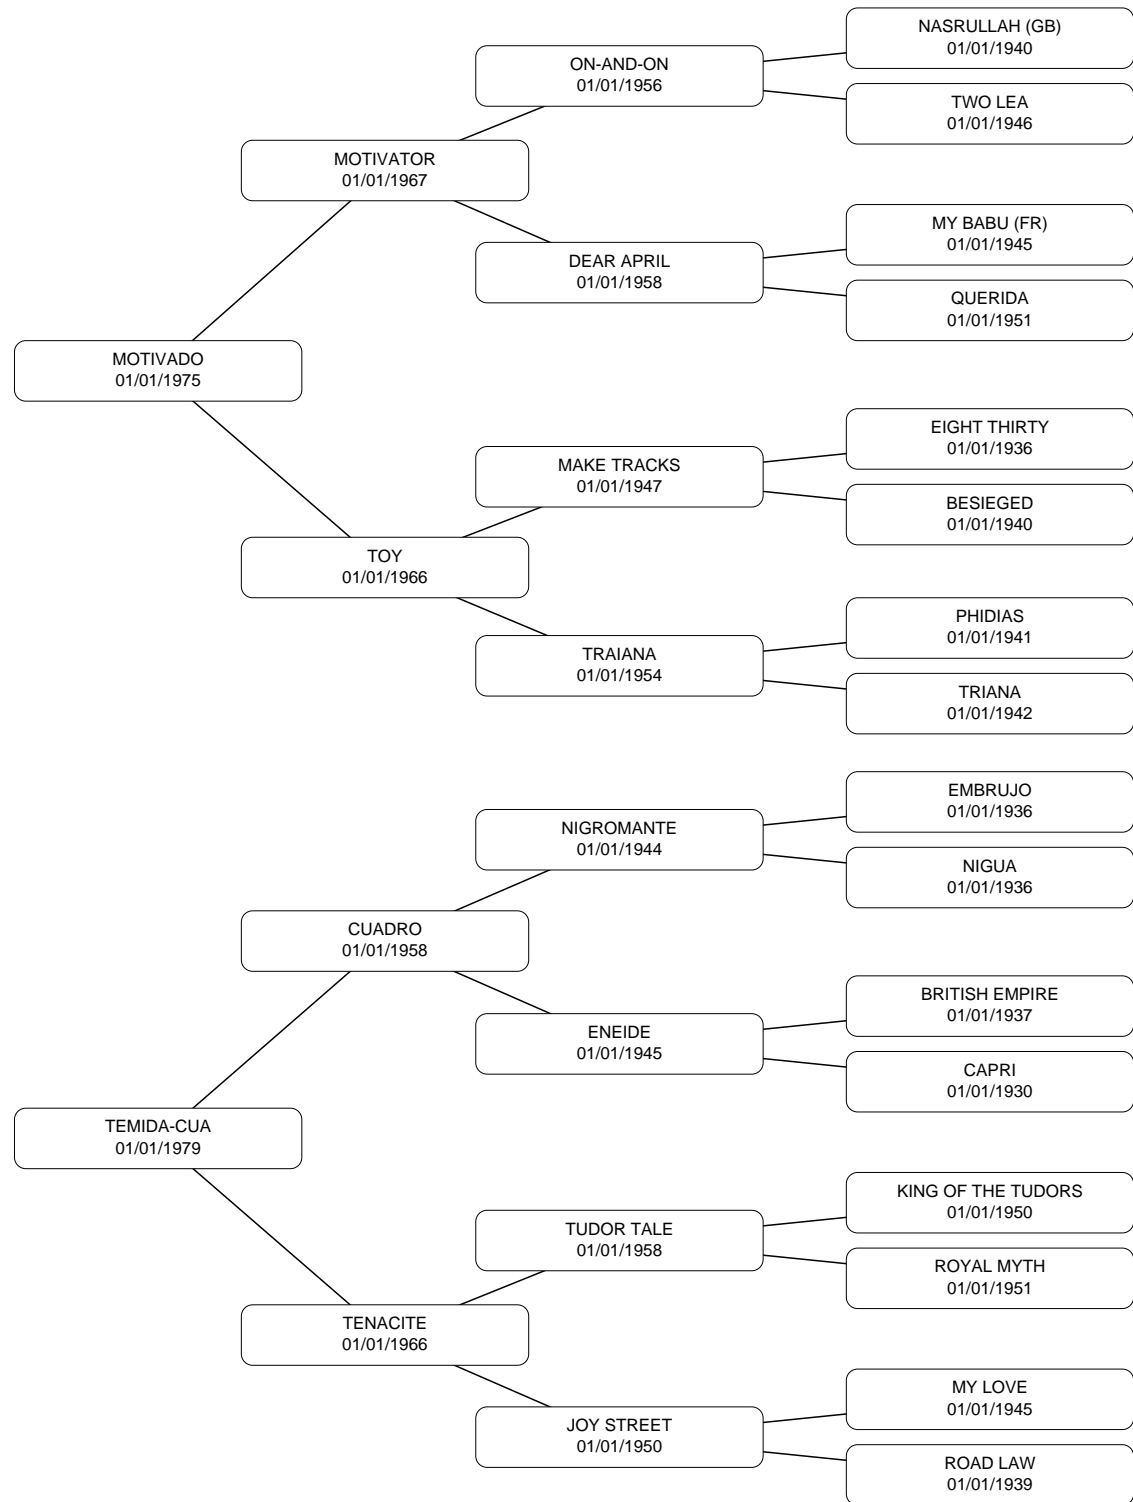 NASRULLAH (GB)
01/01/1940
ON-AND-ON
01/01/1956
TWO LEA
01/01/1946
MOTIVATOR
01/01/1967
MY BABU (FR)
01/01/1945
DEAR APRIL
01/01/1958
QUERIDA
01/01/1951
MOTIVADO
01/01/1975
EIGHT THIRTY
01/01/1936
MAKE TRACKS
01/01/1947
BESIEGED
01/01/1940
TOY
01/01/1966
PHIDIAS
01/01/1941
TRAIANA
01/01/1954
TRIANA
01/01/1942
EMBRUJO
01/01/1936
NIGROMANTE
01/01/1944
NIGUA
01/01/1936
CUADRO
01/01/1958
BRITISH EMPIRE
01/01/1937
ENEIDE
01/01/1945
CAPRI
01/01/1930
TEMIDA-CUA
01/01/1979
KING OF THE TUDORS
01/01/1950
TUDOR TALE
01/01/1958
ROYAL MYTH
01/01/1951
TENACITE
01/01/1966
MY LOVE
01/01/1945
JOY STREET
01/01/1950
ROAD LAW
01/01/1939